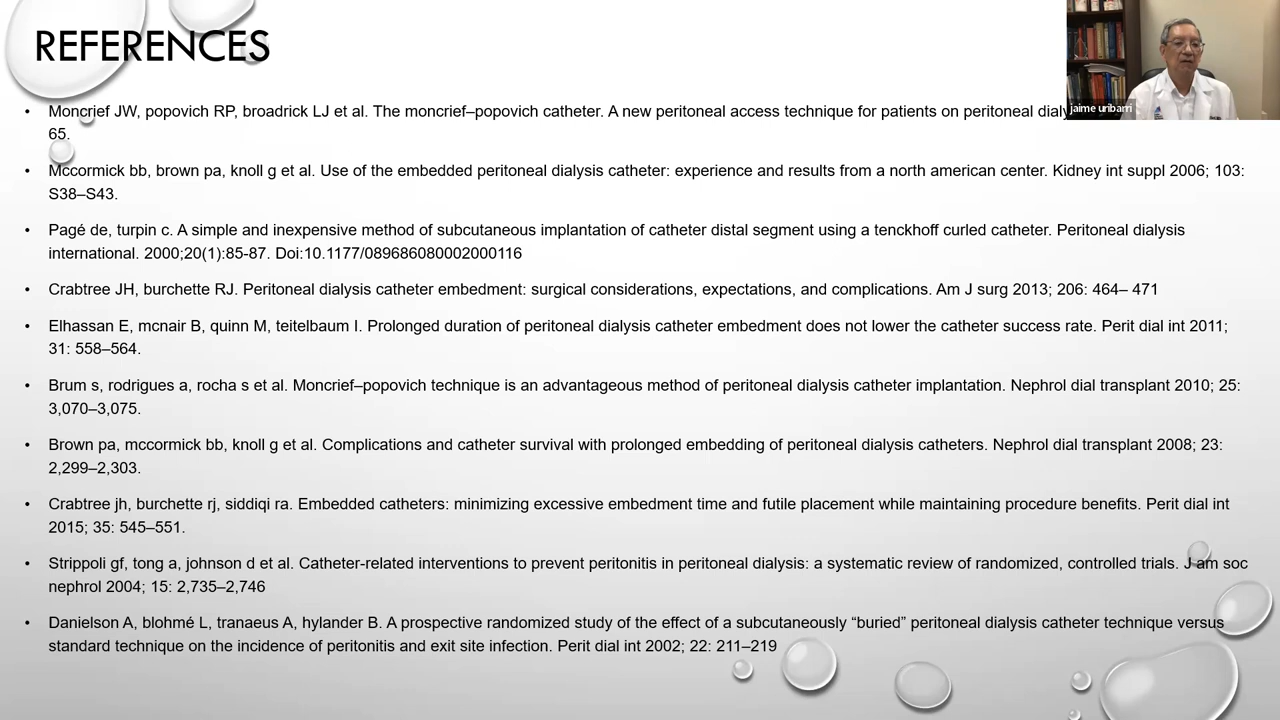 REFERENCES
jaime uribarri
• Moncrief JW, popovich RP, broadrick LJ et al. The moncrief–popovich catheter. A new peritoneal access technique for patients on peritoneal
65.
• Mccormick bb, brown pa, knoll g et al. Use of the embedded peritoneal dialysis catheter: experience and results from a north american center. Kidney int suppl 2006; 103:
S38–S43.
• Pagé de, turpin c. A simple and inexpensive method of subcutaneous implantation of catheter distal segment using a tenckhoff curled catheter. Peritoneal dialysis
international. 2000;20(1):85-87. Doi:10.1177/089686080002000116
• Crabtree JH, burchette RJ. Peritoneal dialysis catheter embedment: surgical considerations, expectations, and complications. Am J surg 2013; 206: 464– 471
• Elhassan E, mcnair B, quinn M, teitelbaum I. Prolonged duration of peritoneal dialysis catheter embedment does not lower the catheter success rate. Perit dial int 2011;
31: 558–564.
• Brum s, rodrigues a, rocha s et al. Moncrief–popovich technique is an advantageous method of peritoneal dialysis catheter implantation. Nephrol dial transplant 2010; 25:
3,070–3,075.
• Brown pa, mccormick bb, knoll g et al. Complications and catheter survival with prolonged embedding of peritoneal dialysis catheters. Nephrol dial transplant 2008; 23:
2,299–2,303.
• Crabtree jh, burchette rj, siddiqi ra. Embedded catheters: minimizing excessive embedment time and futile placement while maintaining procedure benefits. Perit dial int
2015; 35: 545–551.
• Strippoli gf, tong a, johnson d et al. Catheter-related interventions to prevent peritonitis in peritoneal dialysis: a systematic review of randomized, controlled trials. J am soc
nephrol 2004; 15: 2,735–2,746
• Danielson A, blohmé L, tranaeus A, hylander B. A prospective randomized study of the effect of a subcutaneously “buried” peritoneal dialysis catheter technique versus
standard technique on the incidence of peritonitis and exit site infection. Perit dial int 2002; 22: 211–219